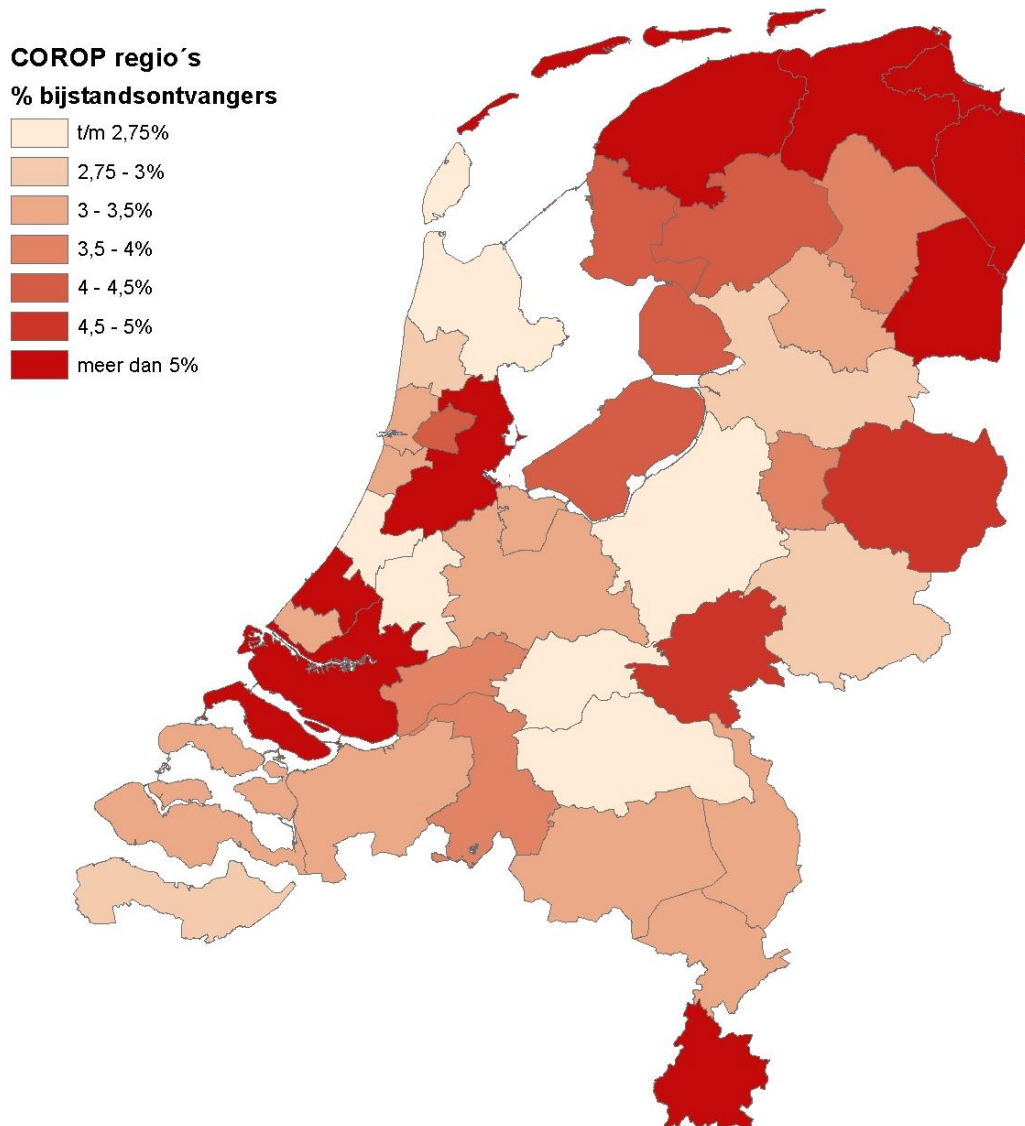 COROP regio´s
% bijstandsontvangers
t/m 2,75%
2,75 - 3%
3 - 3,5%
3,5 - 4%
4 - 4,5%
4,5 - 5%
meer dan 5%